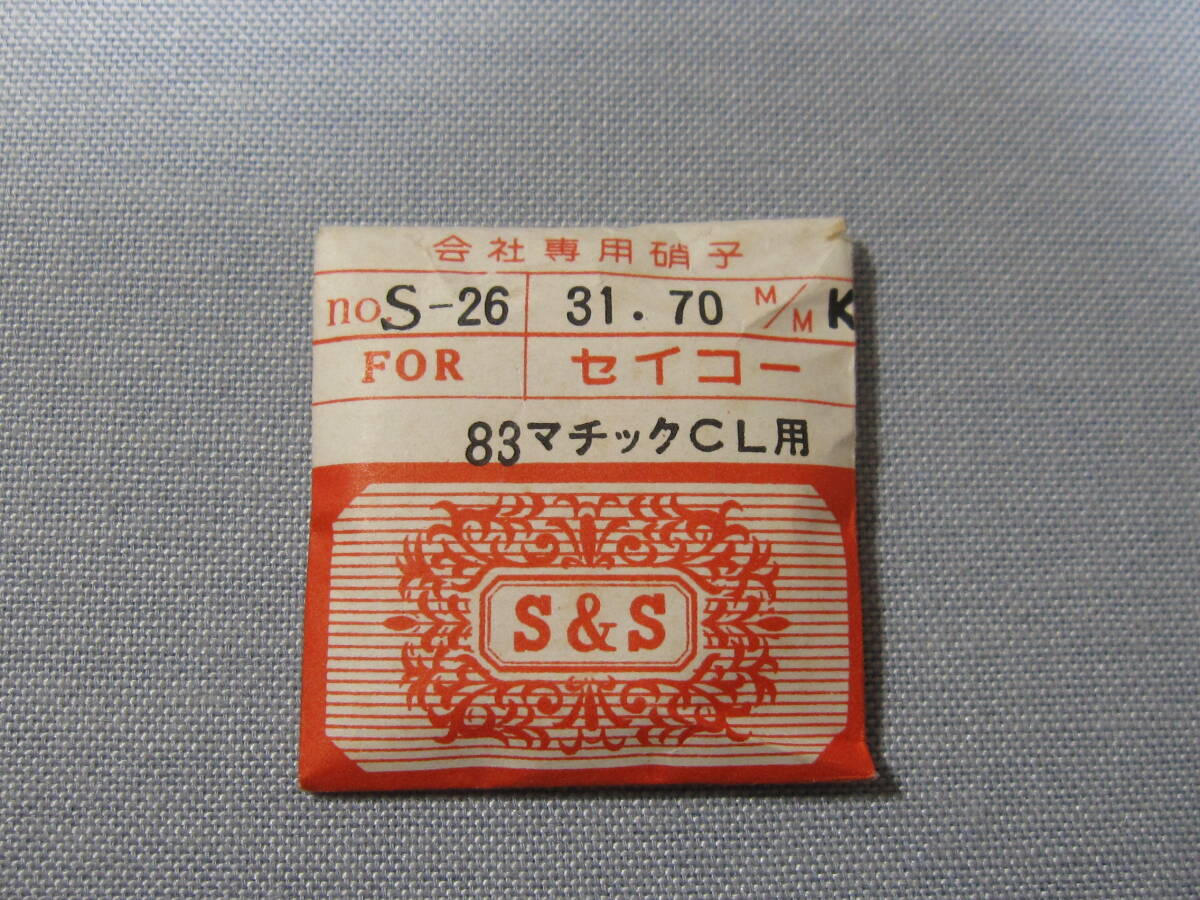 会社専用硝子
no.S-26 31.70 M/M K
FOR セイコー
83マチックCL用
S&S